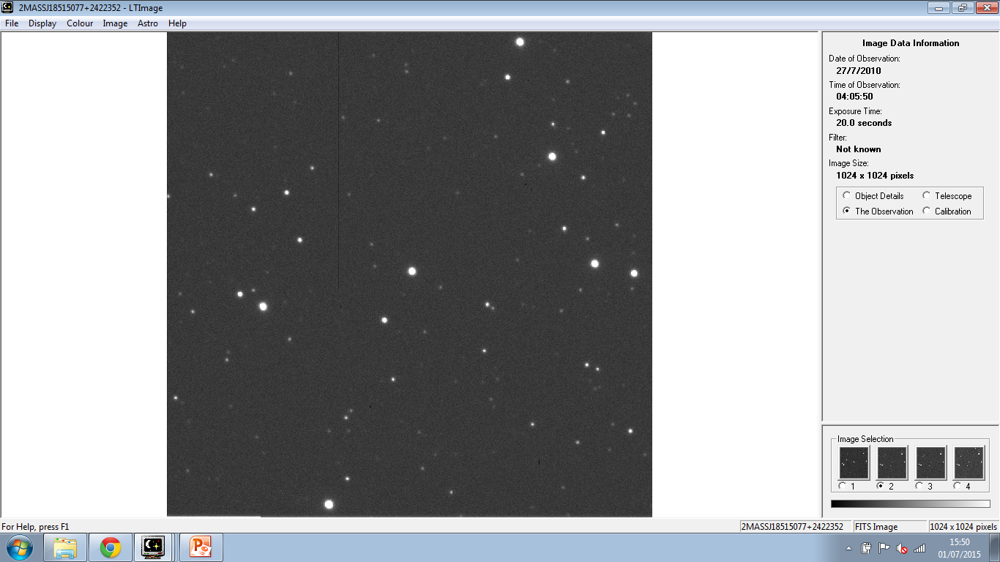 2MASSJ18515077+2422352 - LTImage
File Display Colour Image Astro Help
Image Data Information
Date of Observation:
27/7/2010
Time of Observation:
04:05:50
Exposure Time:
20.0 seconds
Filter:
Not known
Image Size:
1024 x 1024 pixels
Object Details Telescope
The Observation Calibration
Image Selection
1 2 3 4
For Help, press F1
2MASSJ18515077+2422352 FITS Image 1024 x 1024 pixels
P
15:50
01/07/2015